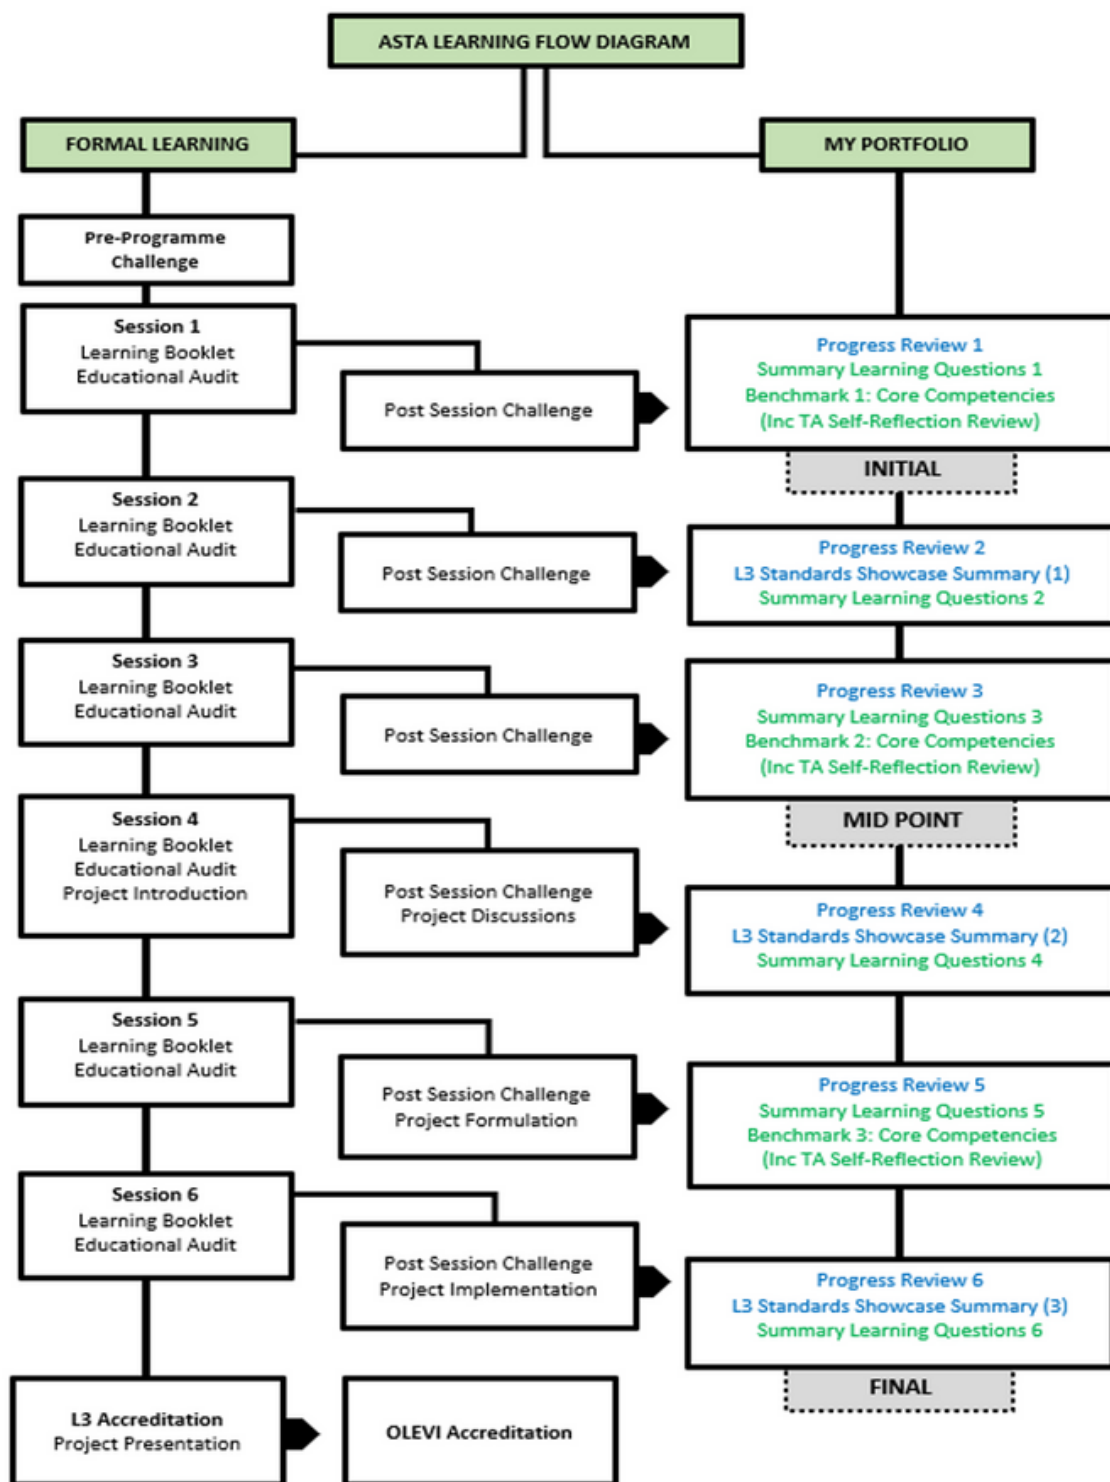 ASTA LEARNING FLOW DIAGRAM
FORMAL LEARNING
MY PORTFOLIO
Pre-Programme
Challenge
Session 1
Learning Booklet
Educational Audit
Post Session Challenge
Progress Review 1
Summary Learning Questions 1
Benchmark 1: Core Competencies
(Inc TA Self-Reflection Review)
INITIAL
Session 2
Learning Booklet
Educational Audit
Post Session Challenge
Progress Review 2
L3 Standards Showcase Summary (1)
Summary Learning Questions 2
Session 3
Learning Booklet
Educational Audit
Post Session Challenge
Progress Review 3
Summary Learning Questions 3
Benchmark 2: Core Competencies
(Inc TA Self-Reflection Review)
MID POINT
Session 4
Learning Booklet
Educational Audit
Project Introduction
Post Session Challenge
Project Discussions
Progress Review 4
L3 Standards Showcase Summary (2)
Summary Learning Questions 4
Session 5
Learning Booklet
Educational Audit
Post Session Challenge
Project Formulation
Progress Review 5
Summary Learning Questions 5
Benchmark 3: Core Competencies
(Inc TA Self-Reflection Review)
Session 6
Learning Booklet
Educational Audit
Post Session Challenge
Project Implementation
Progress Review 6
L3 Standards Showcase Summary (3)
Summary Learning Questions 6
FINAL
L3 Accreditation
Project Presentation
OLEVI Accreditation